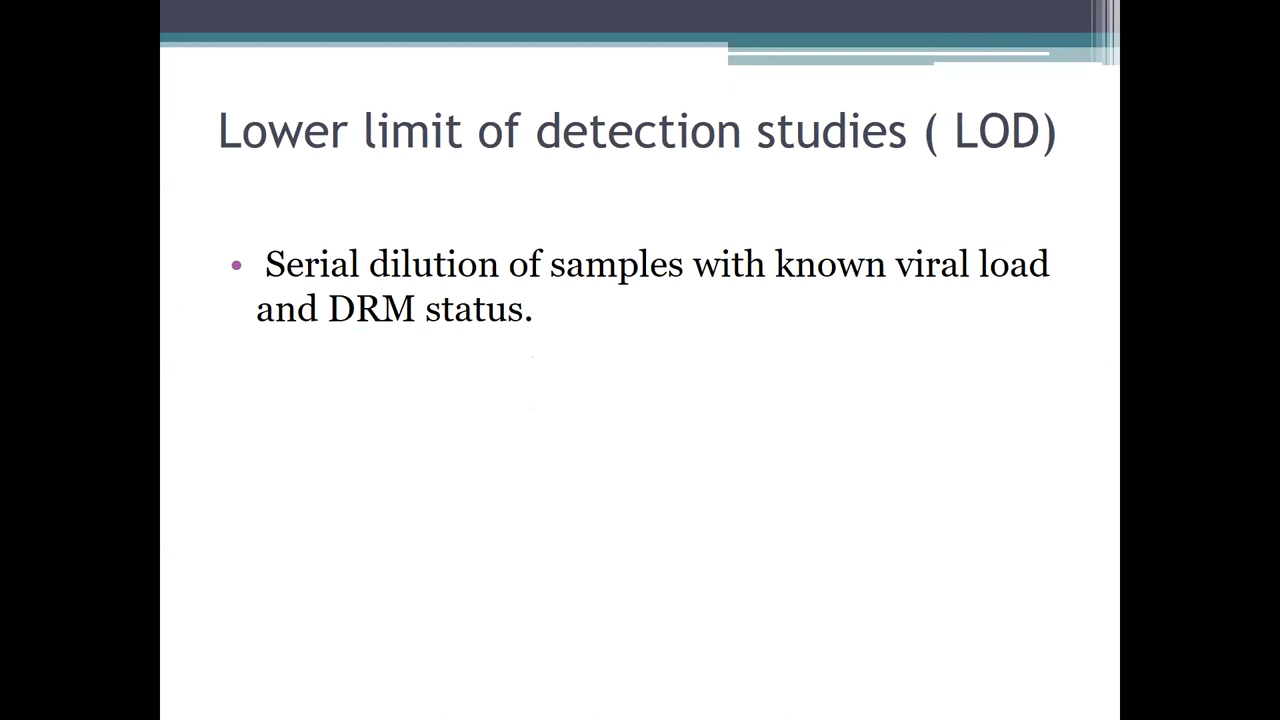 Lower limit of detection studies ( LOD)
• Serial dilution of samples with known viral load
and DRM status.